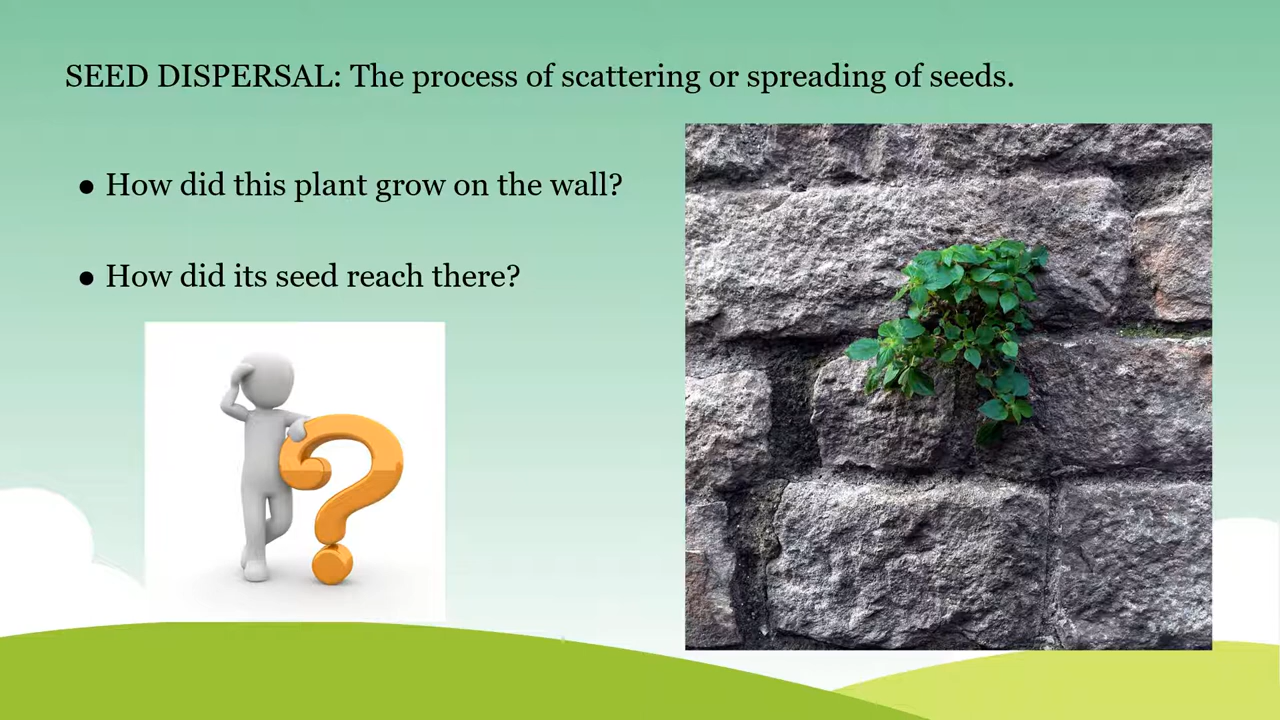 SEED DISPERSAL: The process of scattering or spreading of seeds.
● How did this plant grow on the wall?
● How did its seed reach there?